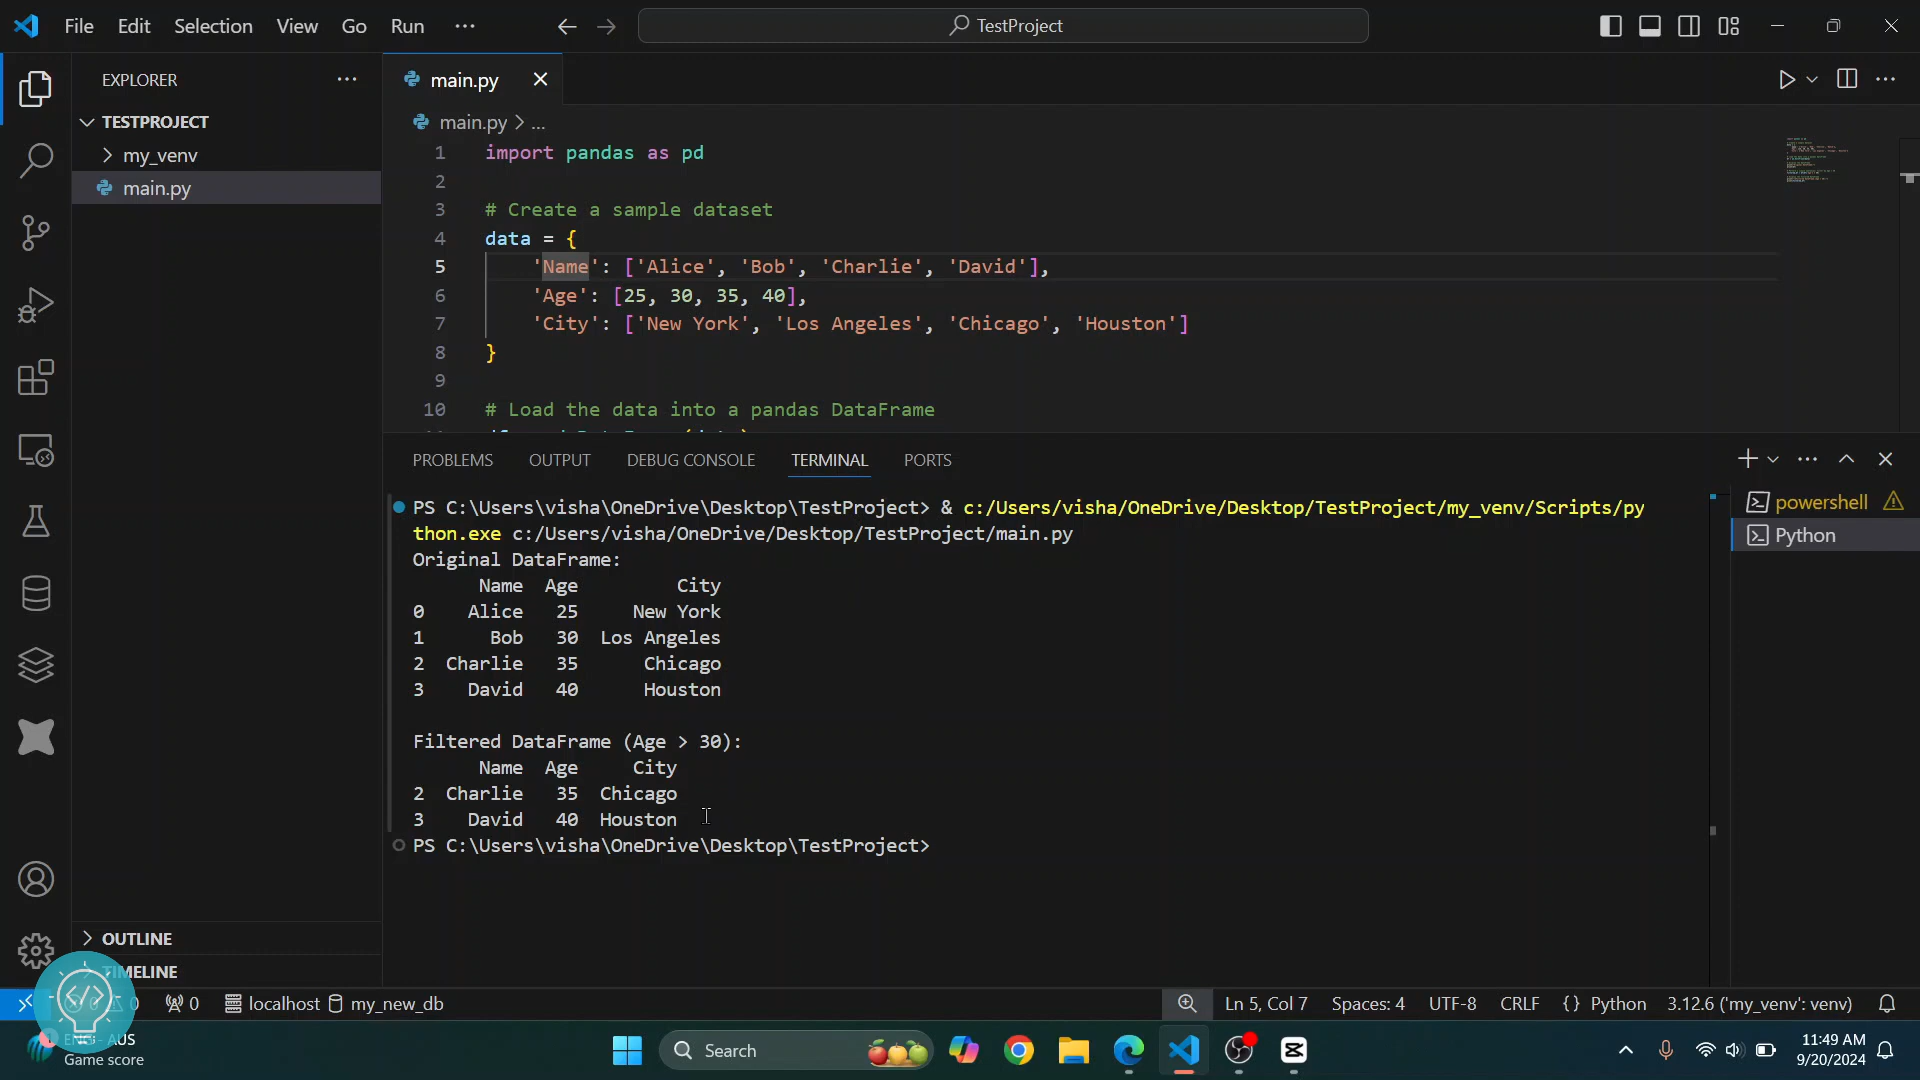 File Edit Selection View Go Run ...
TestProject
EXPLORER
TESTPROJECT
my_venv
main.py
OUTLINE
TIMELINE
main.py
main.py > ...
1 import pandas as pd
2
3 # Create a sample dataset
4 data = {
5 'Name': ['Alice', 'Bob', 'Charlie', 'David'],
6 'Age': [25, 30, 35, 40],
7 'City': ['New York', 'Los Angeles', 'Chicago', 'Houston']
8 }
9
10 # Load the data into a pandas DataFrame
PROBLEMS OUTPUT DEBUG CONSOLE TERMINAL PORTS
powershell
Python
PS C:\Users\visha\OneDrive\Desktop\TestProject> & c:/Users/visha/OneDrive/Desktop/TestProject/my_venv/Scripts/py
thon.exe c:/Users/visha/OneDrive/Desktop/TestProject/main.py
Original DataFrame:
Name Age City
0 Alice 25 New York
1 Bob 30 Los Angeles
2 Charlie 35 Chicago
3 David 40 Houston
Filtered DataFrame (Age > 30):
Name Age City
2 Charlie 35 Chicago
3 David 40 Houston
PS C:\Users\visha\OneDrive\Desktop\TestProject>
0 localhost my_new_db Ln 5, Col 7 Spaces: 4 UTF-8 CRLF {} Python 3.12.6 ('my_venv': venv)
AUS
Game score
Search
11:49 AM
9/20/2024